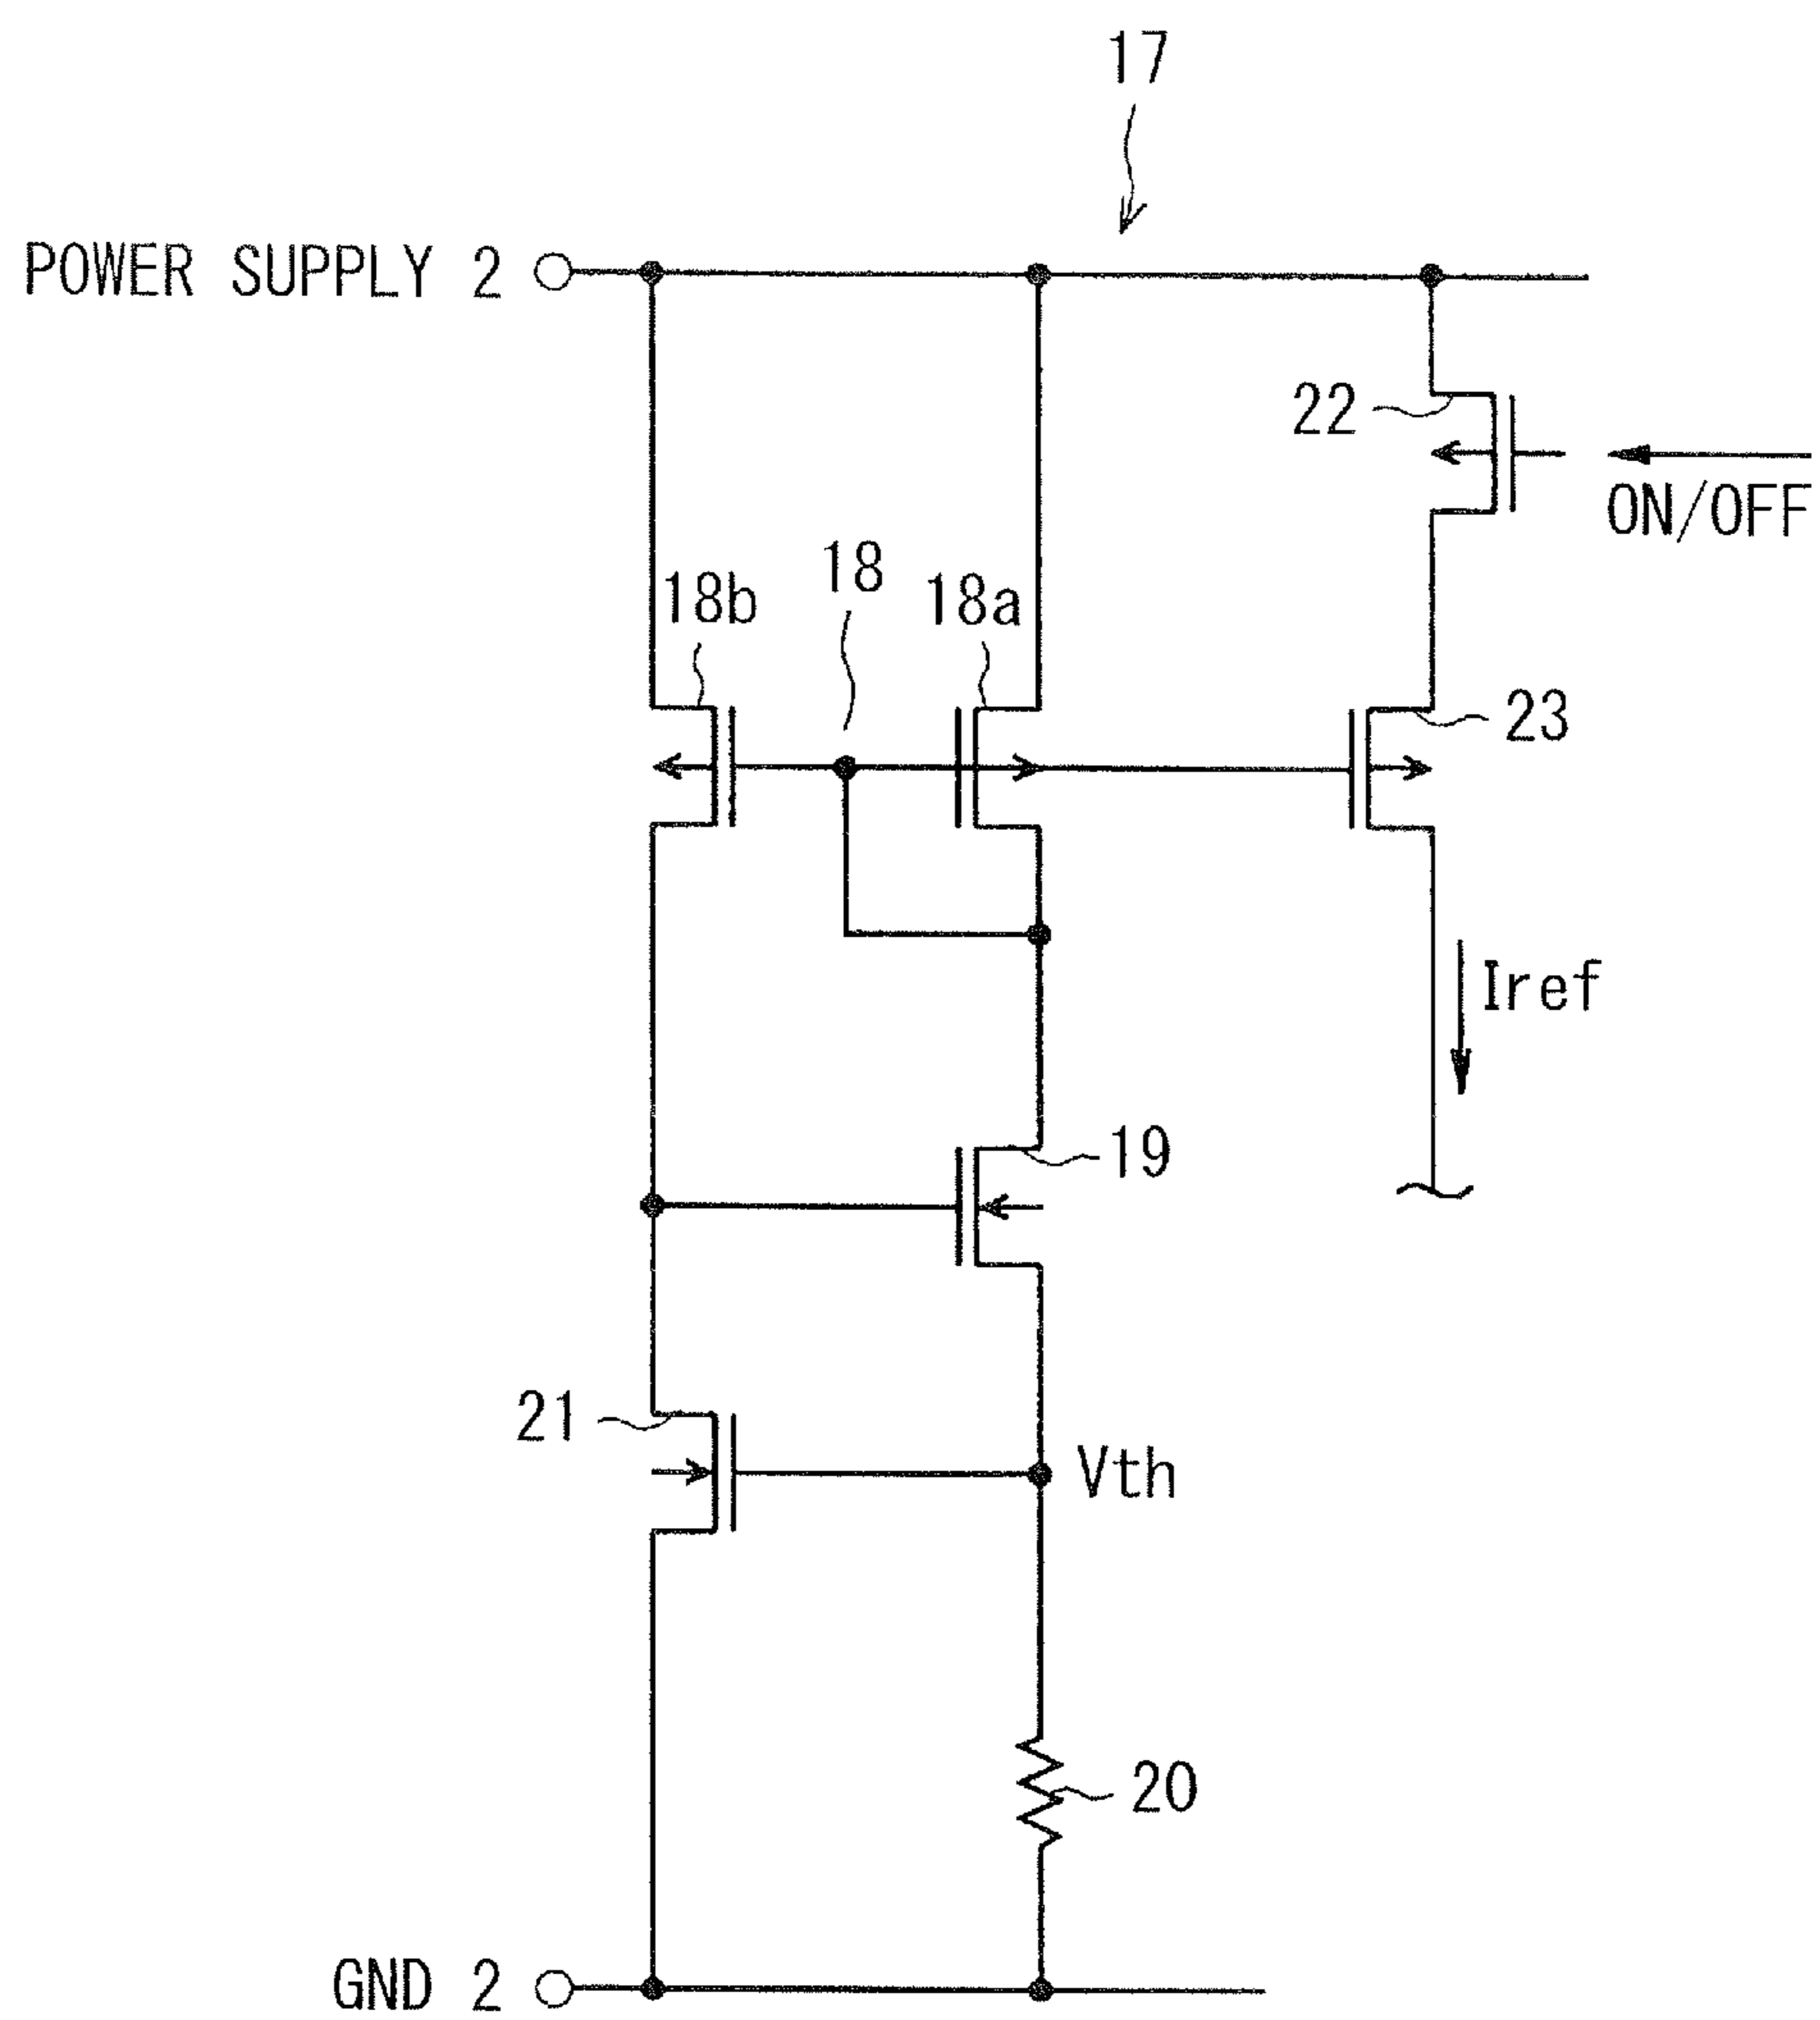 17
POWER SUPPLY 2
22
ON/OFF
18
18b
18a
23
Iref
19
21
Vth
20
GND 2